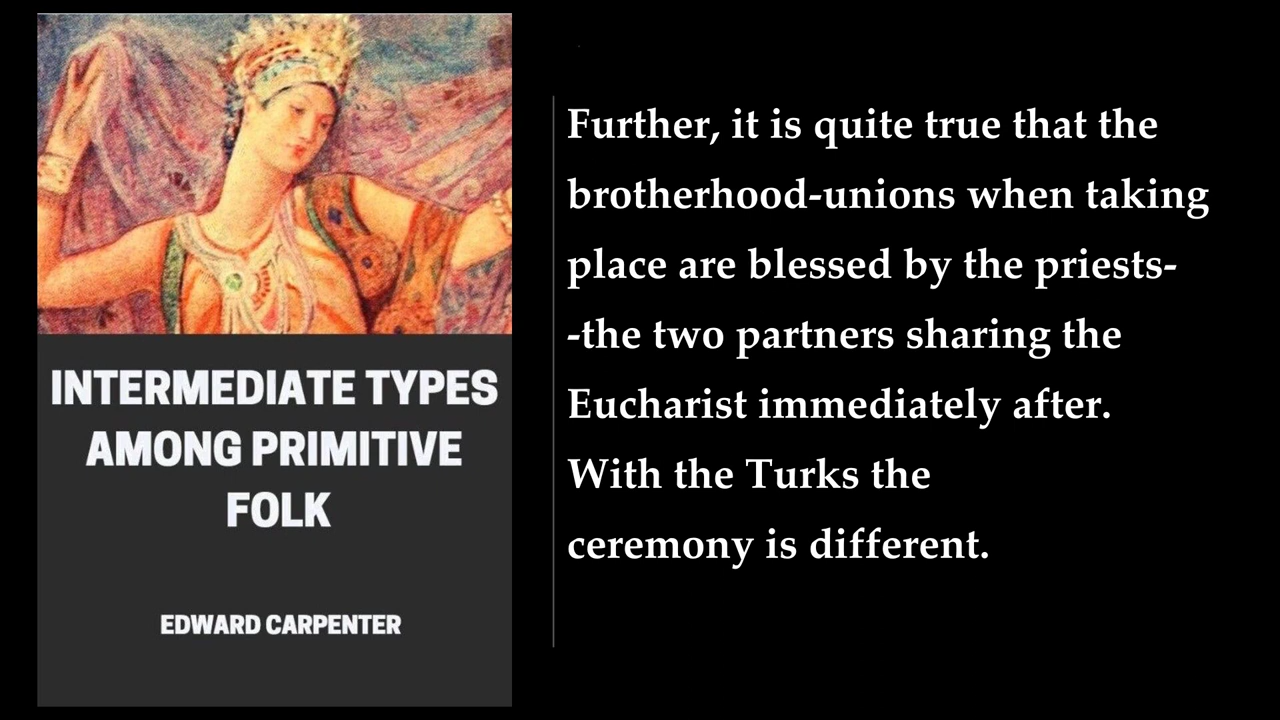 INTERMEDIATE TYPES
AMONG PRIMITIVE
FOLK
EDWARD CARPENTER
Further, it is quite true that the
brotherhood-unions when taking
place are blessed by the priests-
-the two partners sharing the
Eucharist immediately after.
With the Turks the
ceremony is different.